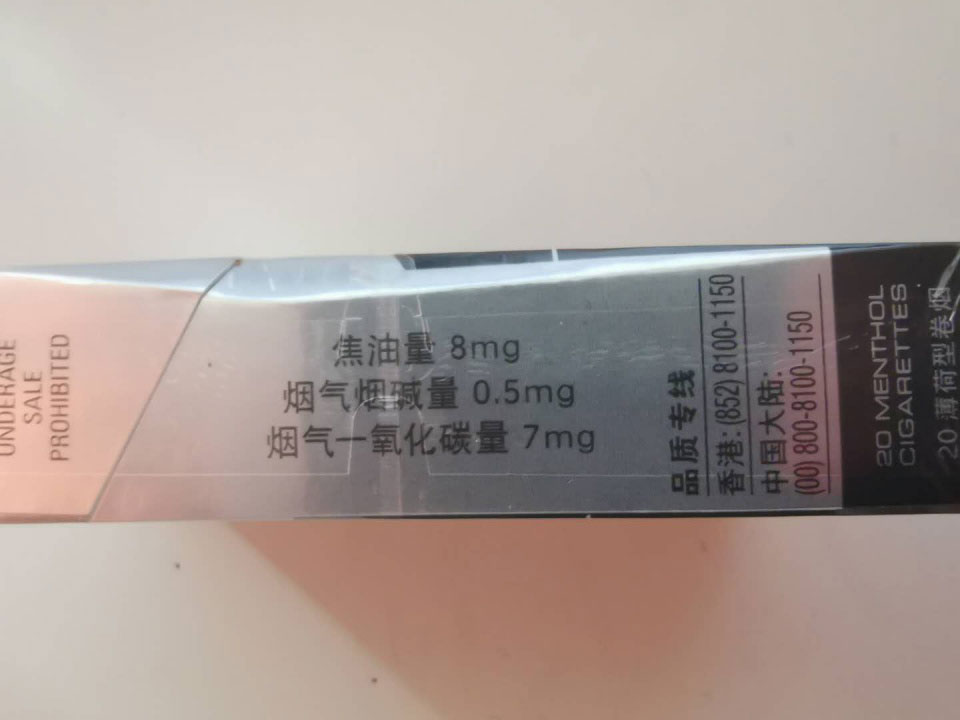 UNDERAGE
SALE
PROHIBITED
焦油量 8mg
烟气烟碱量 0.5mg
烟气一氧化碳量 7mg
品质专线
香港: (852) 8100-1150
中国大陆:
(00) 800-8100-1150
20 MENTHOL
CIGARETTES
20 薄荷型卷烟